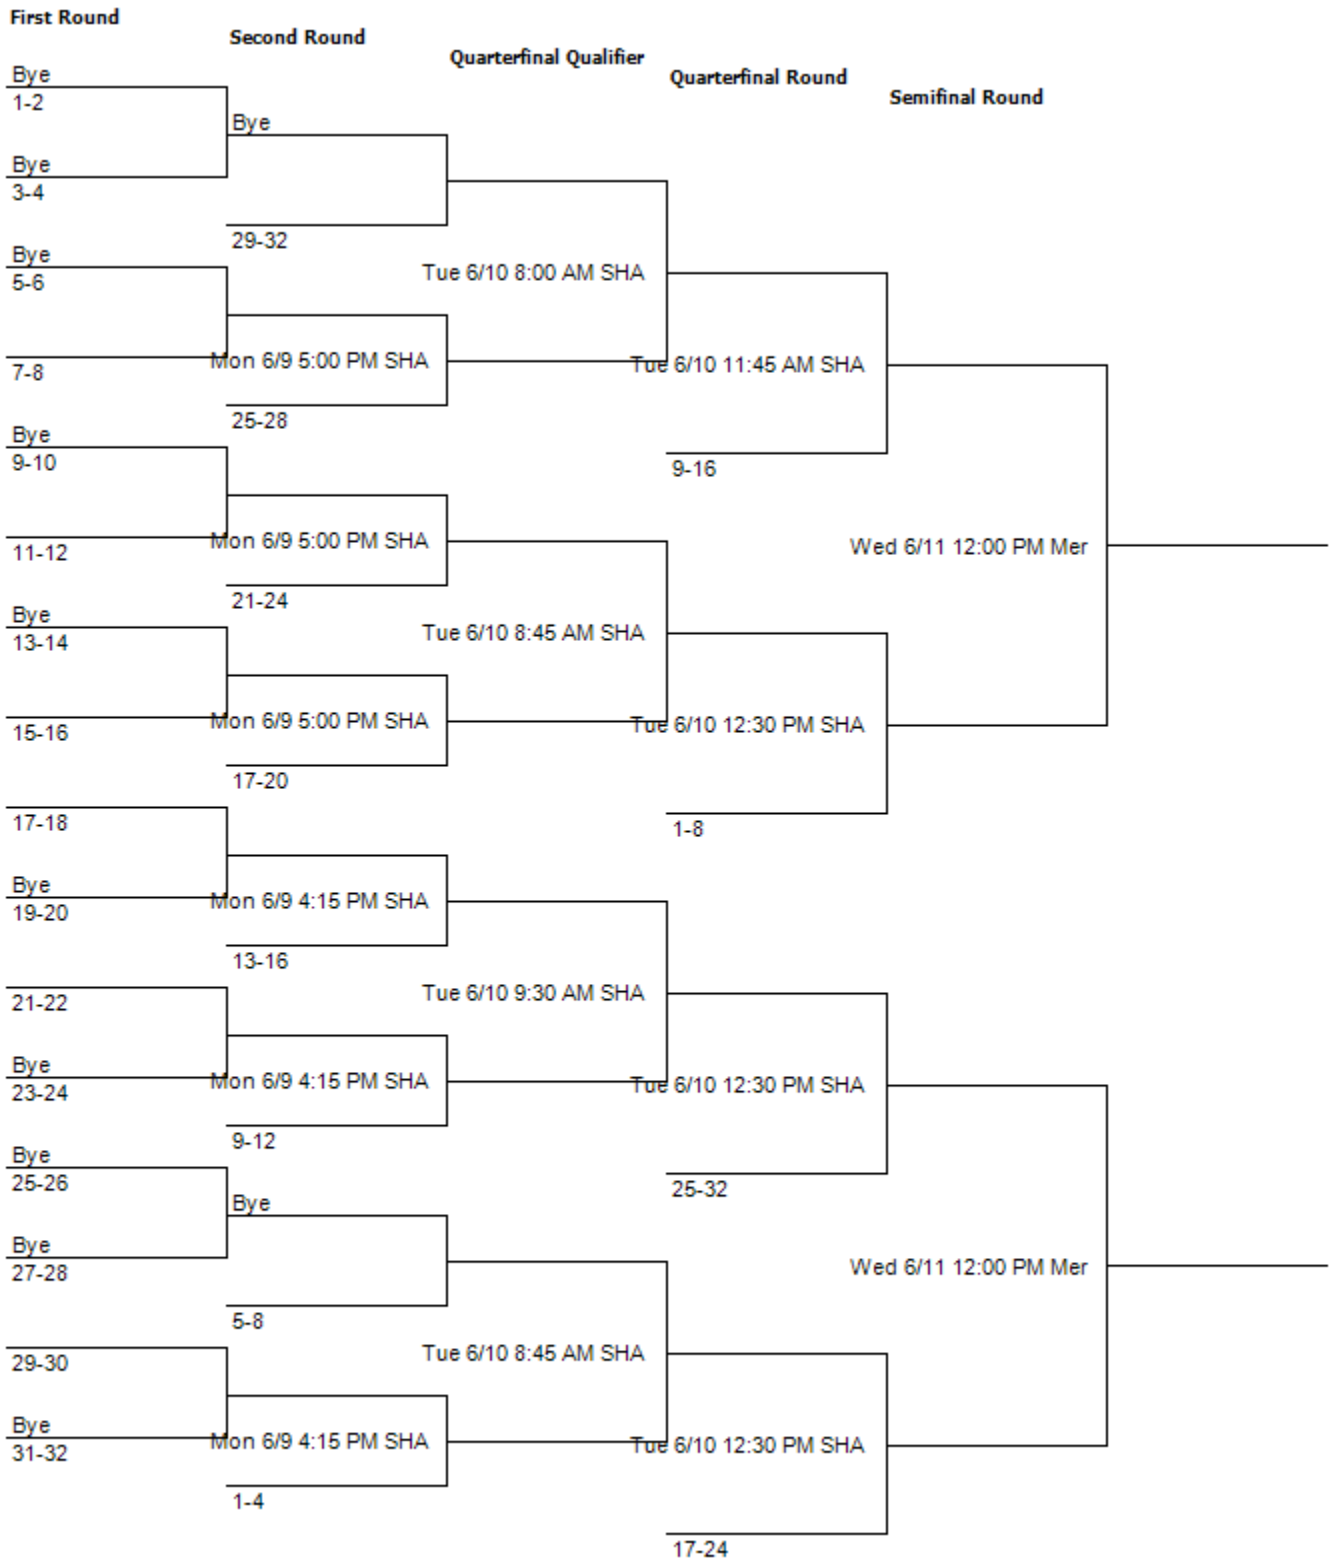 First Round
Second Round
Quarterfinal Qualifier
Quarterfinal Round
Semifinal Round
Bye
1-2
Bye
Bye
3-4
29-32
Bye
5-6
Tue 6/10 8:00 AM SHA
7-8
Mon 6/9 5:00 PM SHA
Tue 6/10 11:45 AM SHA
25-28
Bye
9-10
9-16
11-12
Mon 6/9 5:00 PM SHA
Wed 6/11 12:00 PM Mer
21-24
Bye
13-14
Tue 6/10 8:45 AM SHA
15-16
Mon 6/9 5:00 PM SHA
Tue 6/10 12:30 PM SHA
17-20
17-18
1-8
Bye
19-20
Mon 6/9 4:15 PM SHA
13-16
21-22
Tue 6/10 9:30 AM SHA
Bye
23-24
Mon 6/9 4:15 PM SHA
Tue 6/10 12:30 PM SHA
9-12
Bye
25-26
25-32
Bye
Bye
27-28
Wed 6/11 12:00 PM Mer
5-8
29-30
Tue 6/10 8:45 AM SHA
Bye
31-32
Mon 6/9 4:15 PM SHA
Tue 6/10 12:30 PM SHA
1-4
17-24